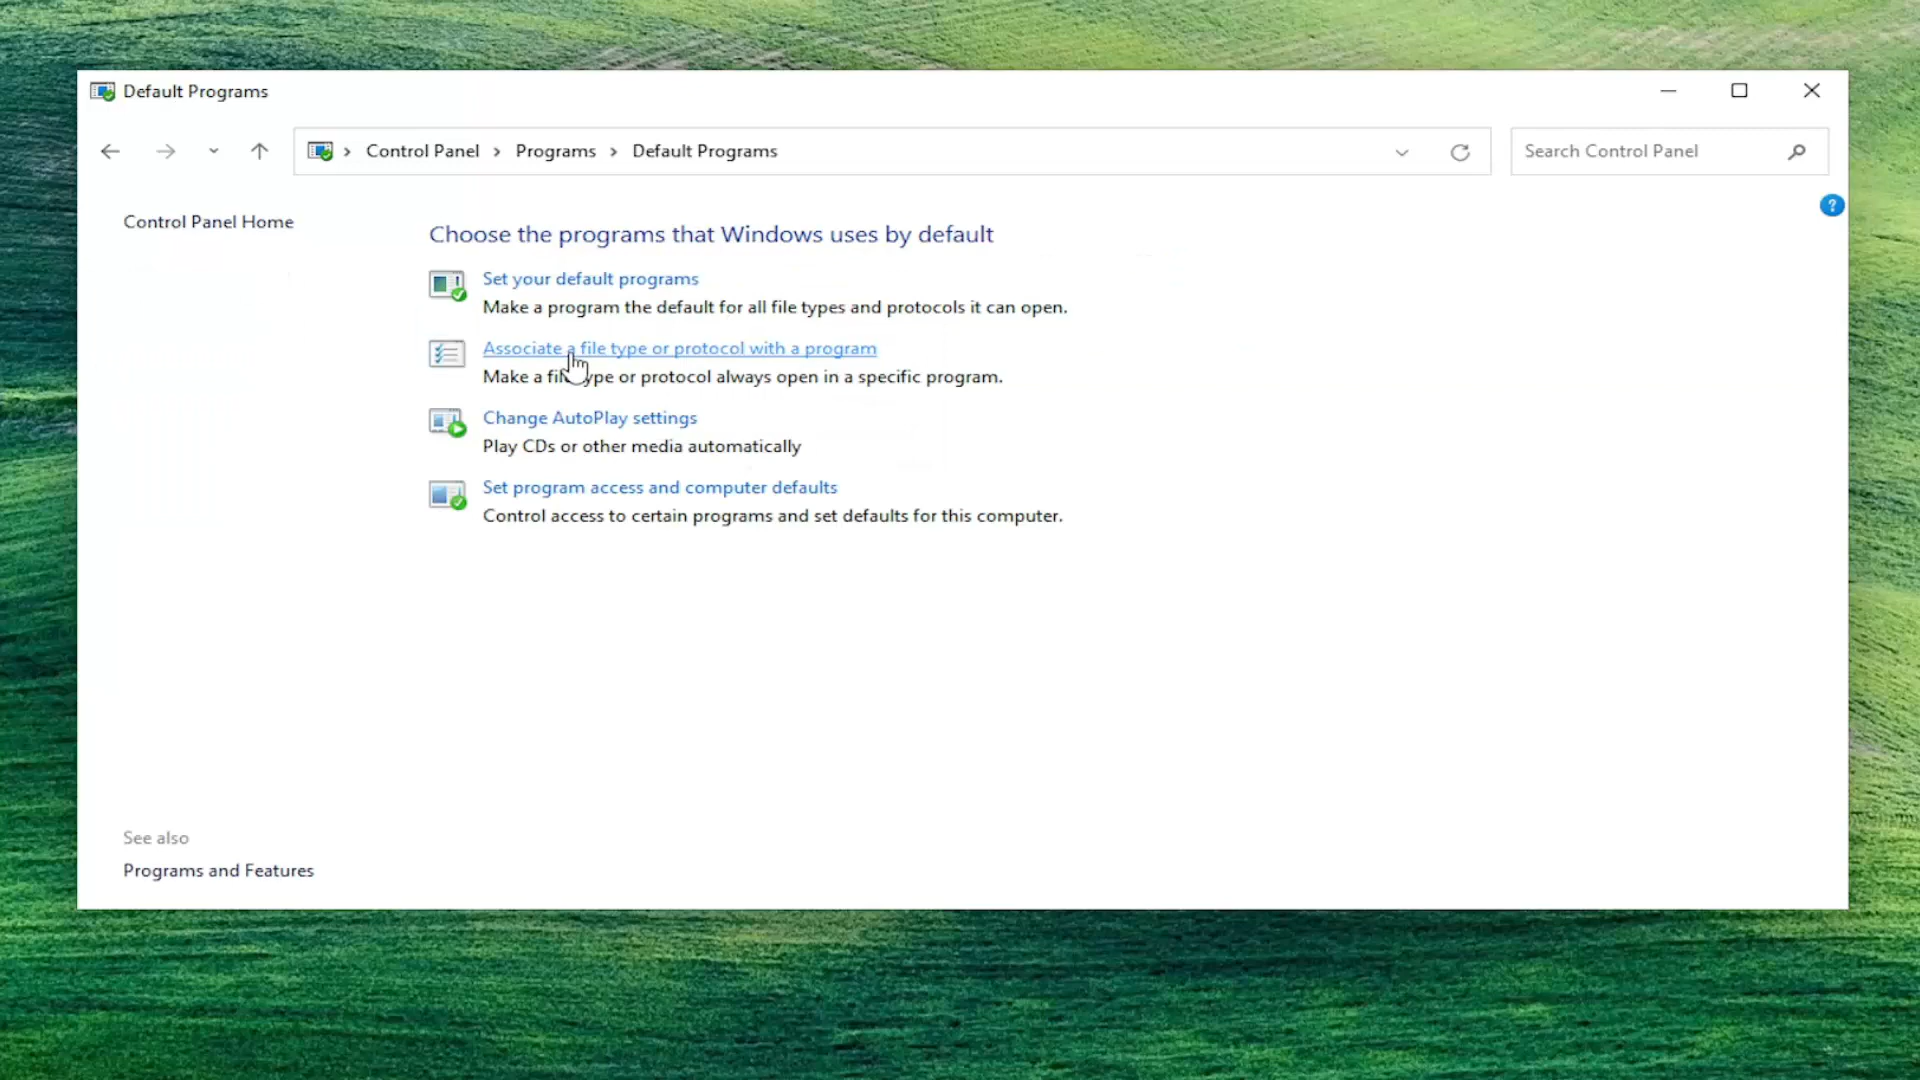 Default Programs
Control Panel > Programs > Default Programs
Search Control Panel
?
Control Panel Home
Choose the programs that Windows uses by default
Set your default programs
Make a program the default for all file types and protocols it can open.
Associate a file type or protocol with a program
Make a file type or protocol always open in a specific program.
Change AutoPlay settings
Play CDs or other media automatically
Set program access and computer defaults
Control access to certain programs and set defaults for this computer.
See also
Programs and Features